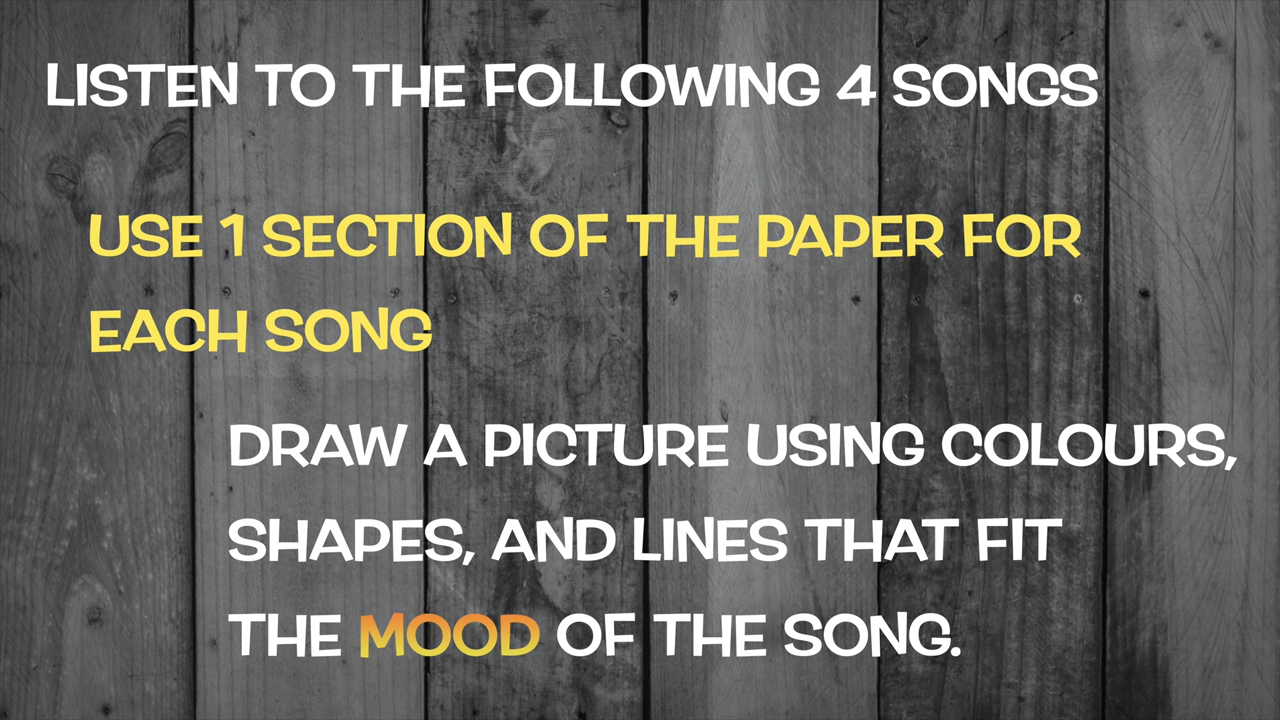 LISTEN TO THE FOLLOWING 4 SONGS
USE 1 SECTION OF THE PAPER FOR
EACH SONG
DRAW A PICTURE USING COLOURS,
SHAPES, AND LINES THAT FIT
THE MOOD OF THE SONG.